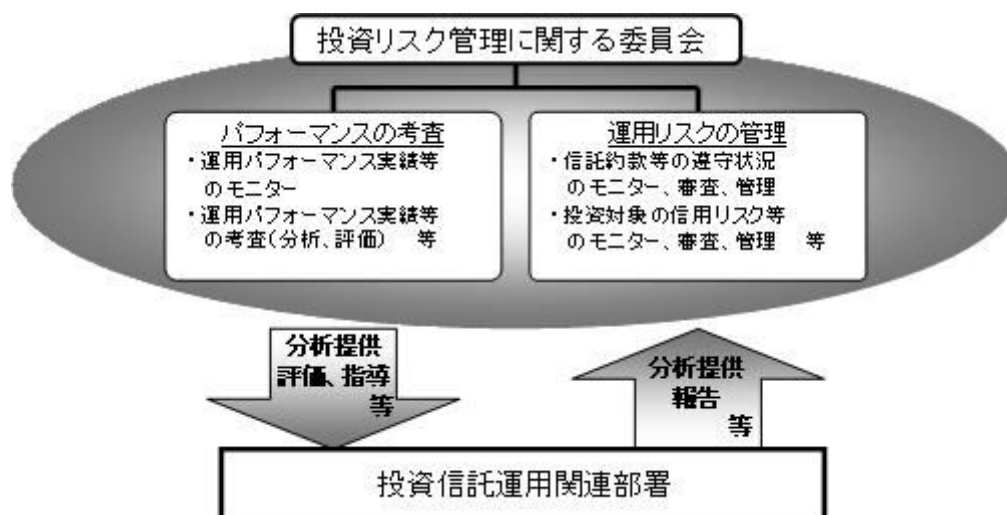 投資リスク管理に関する委員会
パフォーマンスの考査
・運用パフォーマンス実績等
のモニター
・運用パフォーマンス実績等
の考査(分析、評価) 等
運用リスクの管理
・信託約款等の遵守状況
のモニター、審査、管理
・投資対象の信用リスク等
のモニター、審査、管理 等
分析提供
評価、指導
等
分析提供
報告
等
投資信託運用関連部署